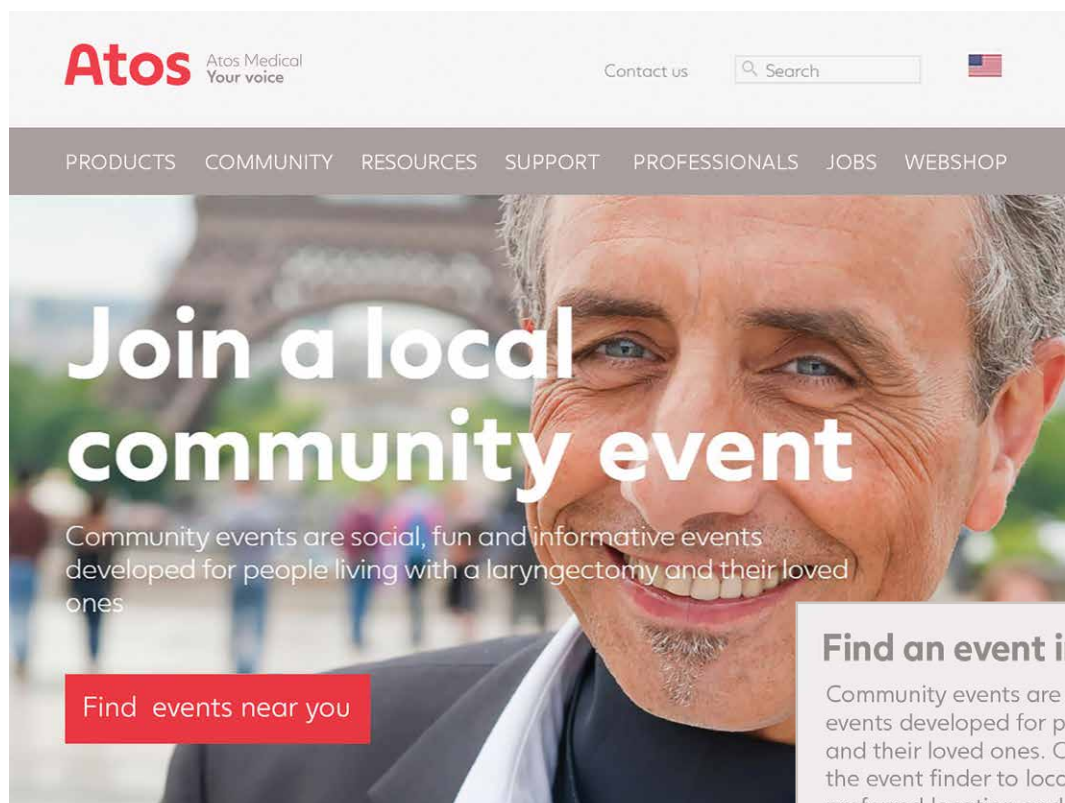 Atos
Atos Medical
Your voice
Contact us
Search
PRODUCTS COMMUNITY RESOURCES SUPPORT PROFESSIONALS JOBS WEBSHOP
Join a local
community event
Community events are social, fun and informative events
developed for people living with a laryngectomy and their loved
ones
Find events near you
Find an event
Community events are
events developed for
and their loved ones.
the event finder to